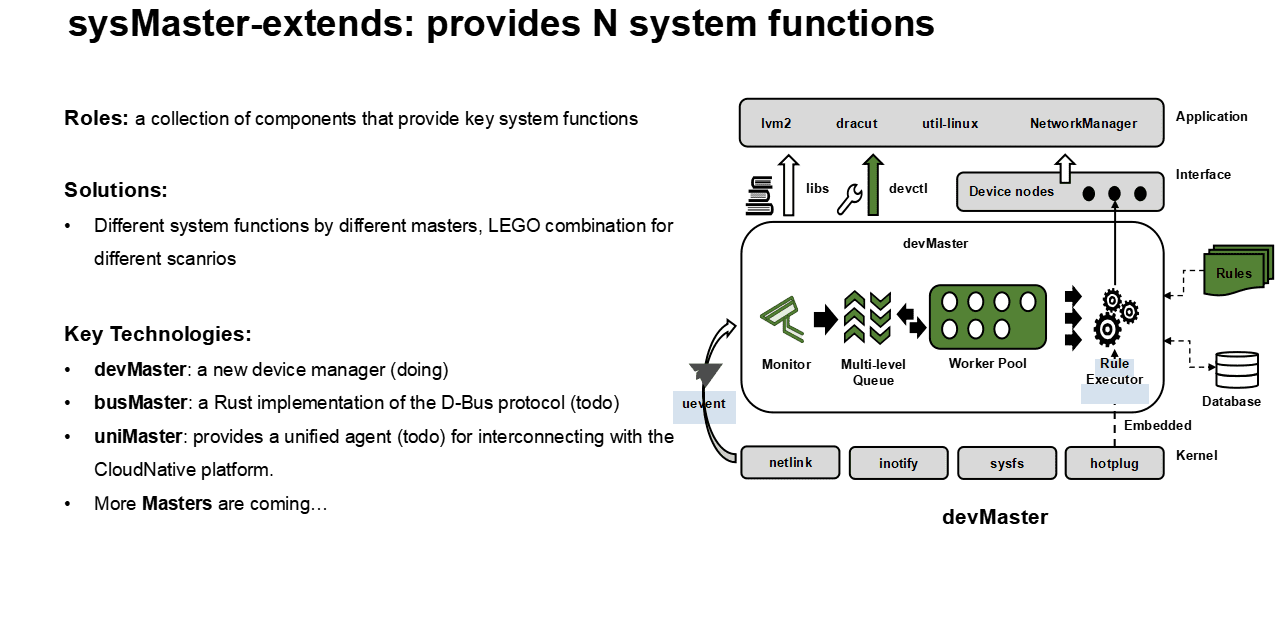 sysMaster-extends: provides N system functions
Roles: a collection of components that provide key system functions
Solutions:
• Different system functions by different masters, LEGO combination for
different scanrios
Key Technologies:
• devMaster: a new device manager (doing)
• busMaster: a Rust implementation of the D-Bus protocol (todo)
• uniMaster: provides a unified agent (todo) for interconnecting with the
CloudNative platform.
• More Masters are coming…
lvm2 dracut util-linux NetworkManager
Application
Interface
libs
devctl
Device nodes
devMaster
Rules
Monitor
Multi-level
Queue
Worker Pool
Rule
Executor
Database
uevent
Embedded
Kernel
netlink inotify sysfs hotplug
devMaster